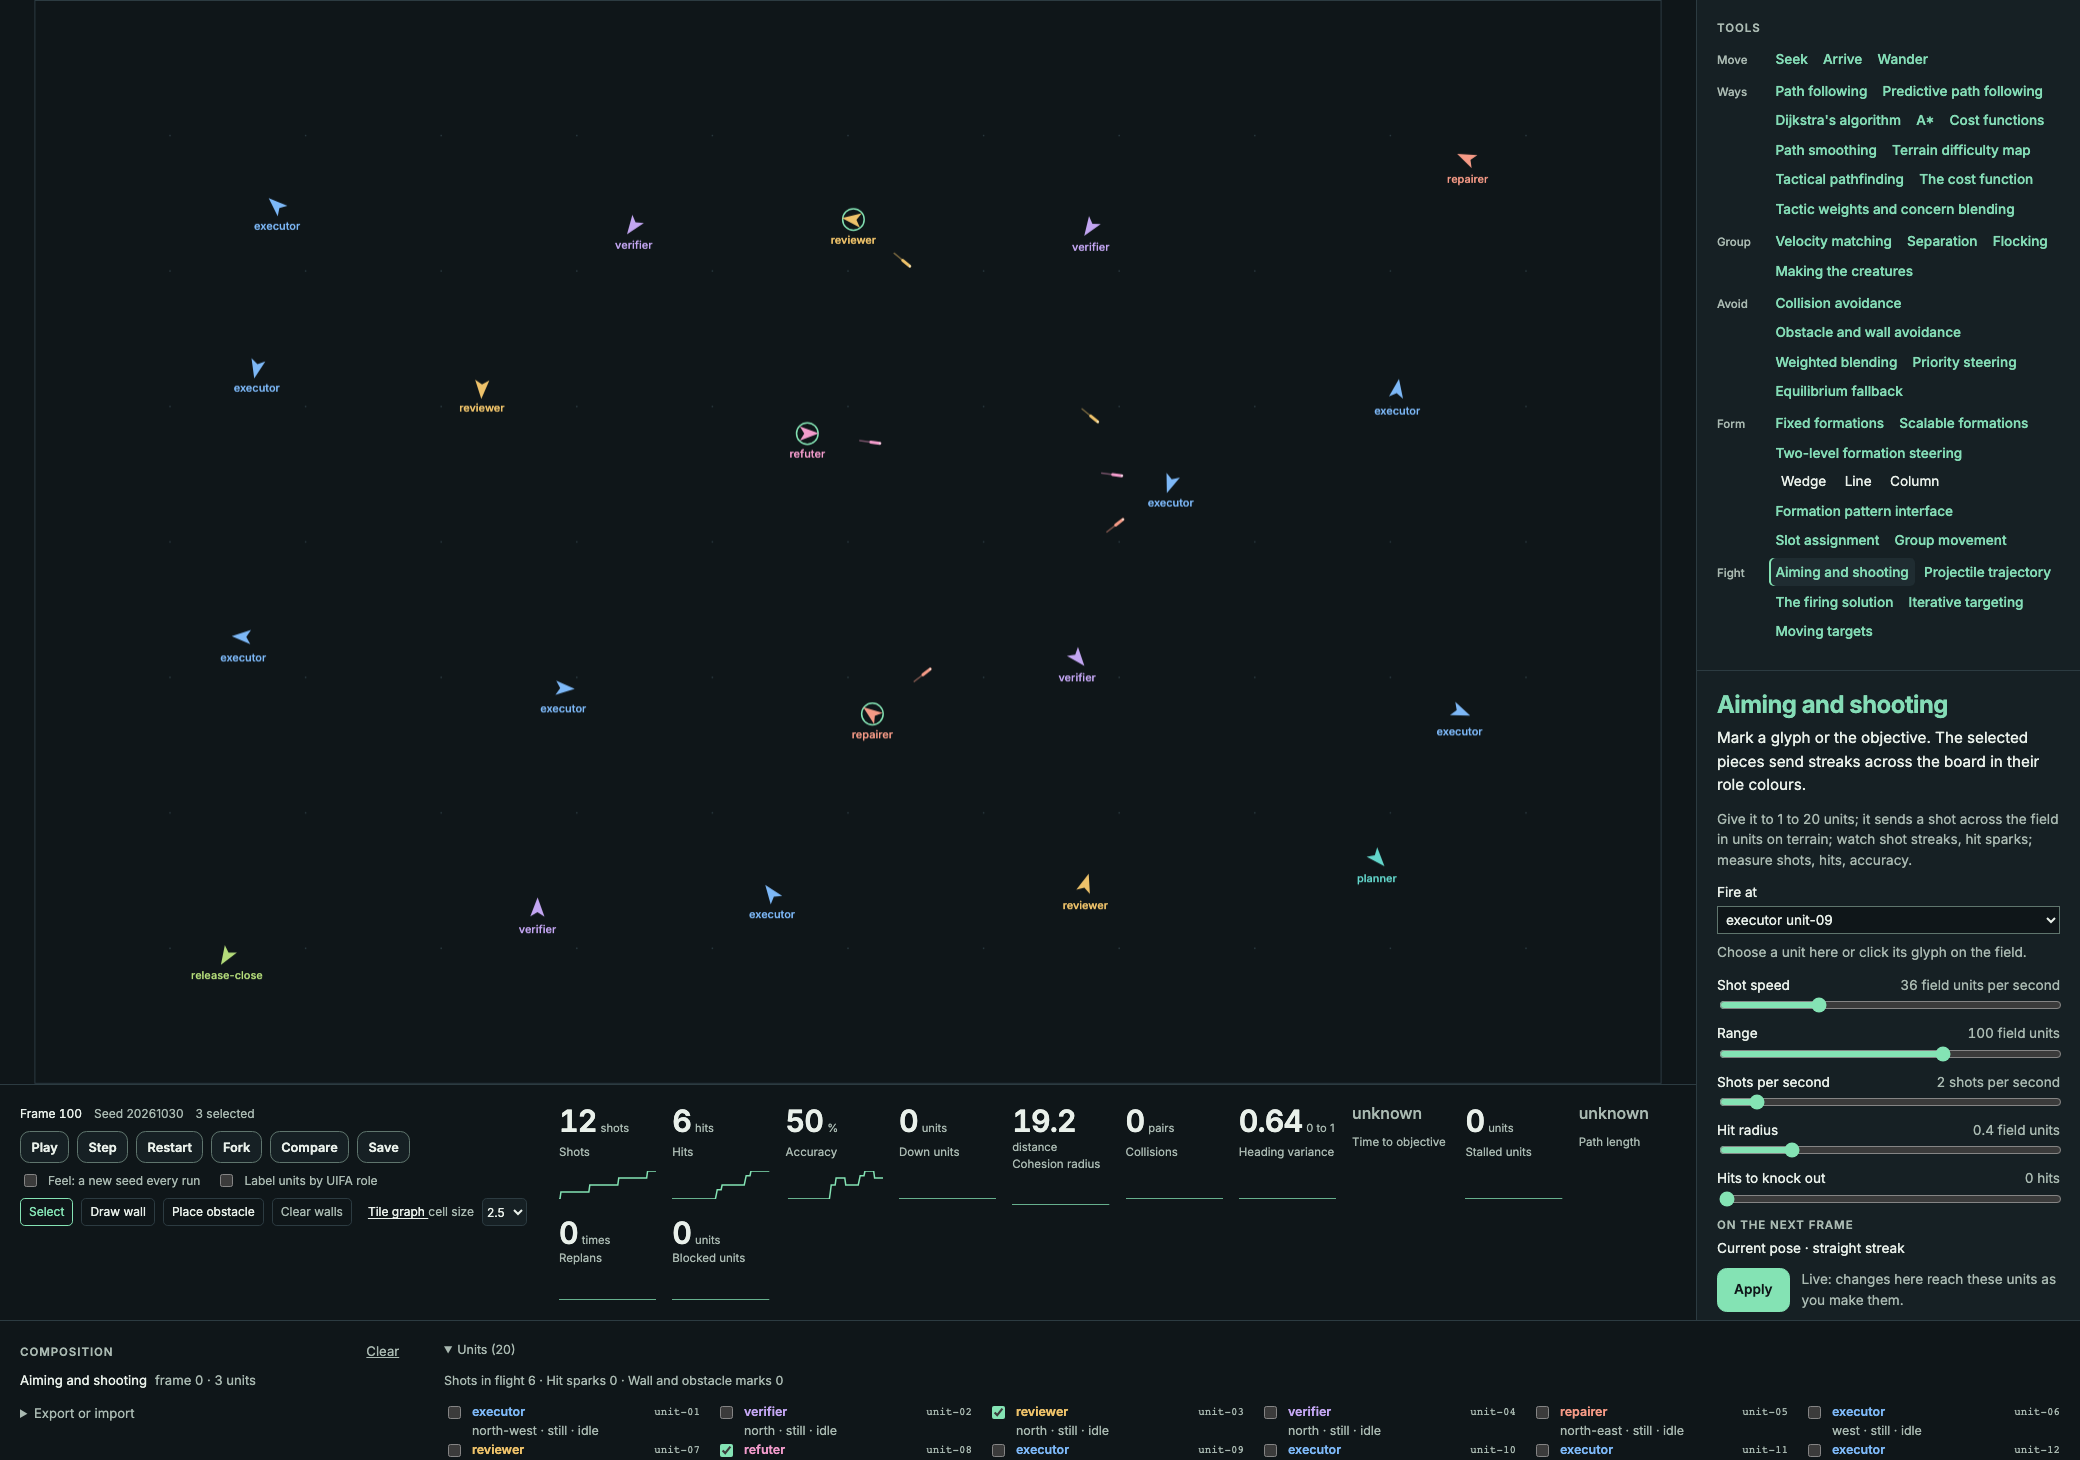 repairer
executor
verifier
reviewer
verifier
executor
reviewer
executor
refuter
executor
executor
verifier
executor
repairer
executor
planner
reviewer
executor
verifier
release-close
TOOLS
Move Seek Arrive Wander
Ways Path following Predictive path following
Dijkstra's algorithm A* Cost functions
Path smoothing Terrain difficulty map
Tactical pathfinding The cost function
Tactic weights and concern blending
Group Velocity matching Separation Flocking
Making the creatures
Avoid Collision avoidance
Obstacle and wall avoidance
Weighted blending Priority steering
Equilibrium fallback
Form Fixed formations Scalable formations
Two-level formation steering
Wedge Line Column
Formation pattern interface
Slot assignment Group movement
Fight Aiming and shooting Projectile trajectory
The firing solution Iterative targeting
Moving targets
Aiming and shooting
Mark a glyph or the objective. The selected
pieces send streaks across the board in their
role colours.
Give it to 1 to 20 units; it sends a shot across the field
in units on terrain; watch shot streaks, hit sparks;
measure shots, hits, accuracy.
Fire at
executor unit-09
Choose a unit here or click its glyph on the field.
Shot speed 36 field units per second
Range 100 field units
Shots per second 2 shots per second
Hit radius 0.4 field units
Hits to knock out 0 hits
ON THE NEXT FRAME
Current pose · straight streak
Apply Live: changes here reach these units as
you make them.
Frame 100 Seed 20261030 3 selected
Play Step Restart Fork Compare Save
Feel: a new seed every run Label units by UIFA role
Select Draw wall Place obstacle Clear walls Tile graph cell size 2.5
12 shots
Shots
6 hits
Hits
50 %
Accuracy
0 units
Down units
19.2
distance
Cohesion radius
0 pairs
Collisions
0.64 0 to 1
Heading variance
unknown
Time to objective
0 units
Stalled units
unknown
Path length
0 times
Replans
0 units
Blocked units
COMPOSITION Clear
Aiming and shooting frame 0 · 3 units
▶ Export or import
▼ Units (20)
Shots in flight 6 · Hit sparks 0 · Wall and obstacle marks 0
executor unit-01 verifier unit-02 reviewer unit-03 verifier unit-04 repairer unit-05 executor unit-06
north-west · still · idle north · still · idle north · still · idle north · still · idle north-east · still · idle west · still · idle
reviewer unit-07 refuter unit-08 executor unit-09 executor unit-10 executor unit-11 executor unit-12